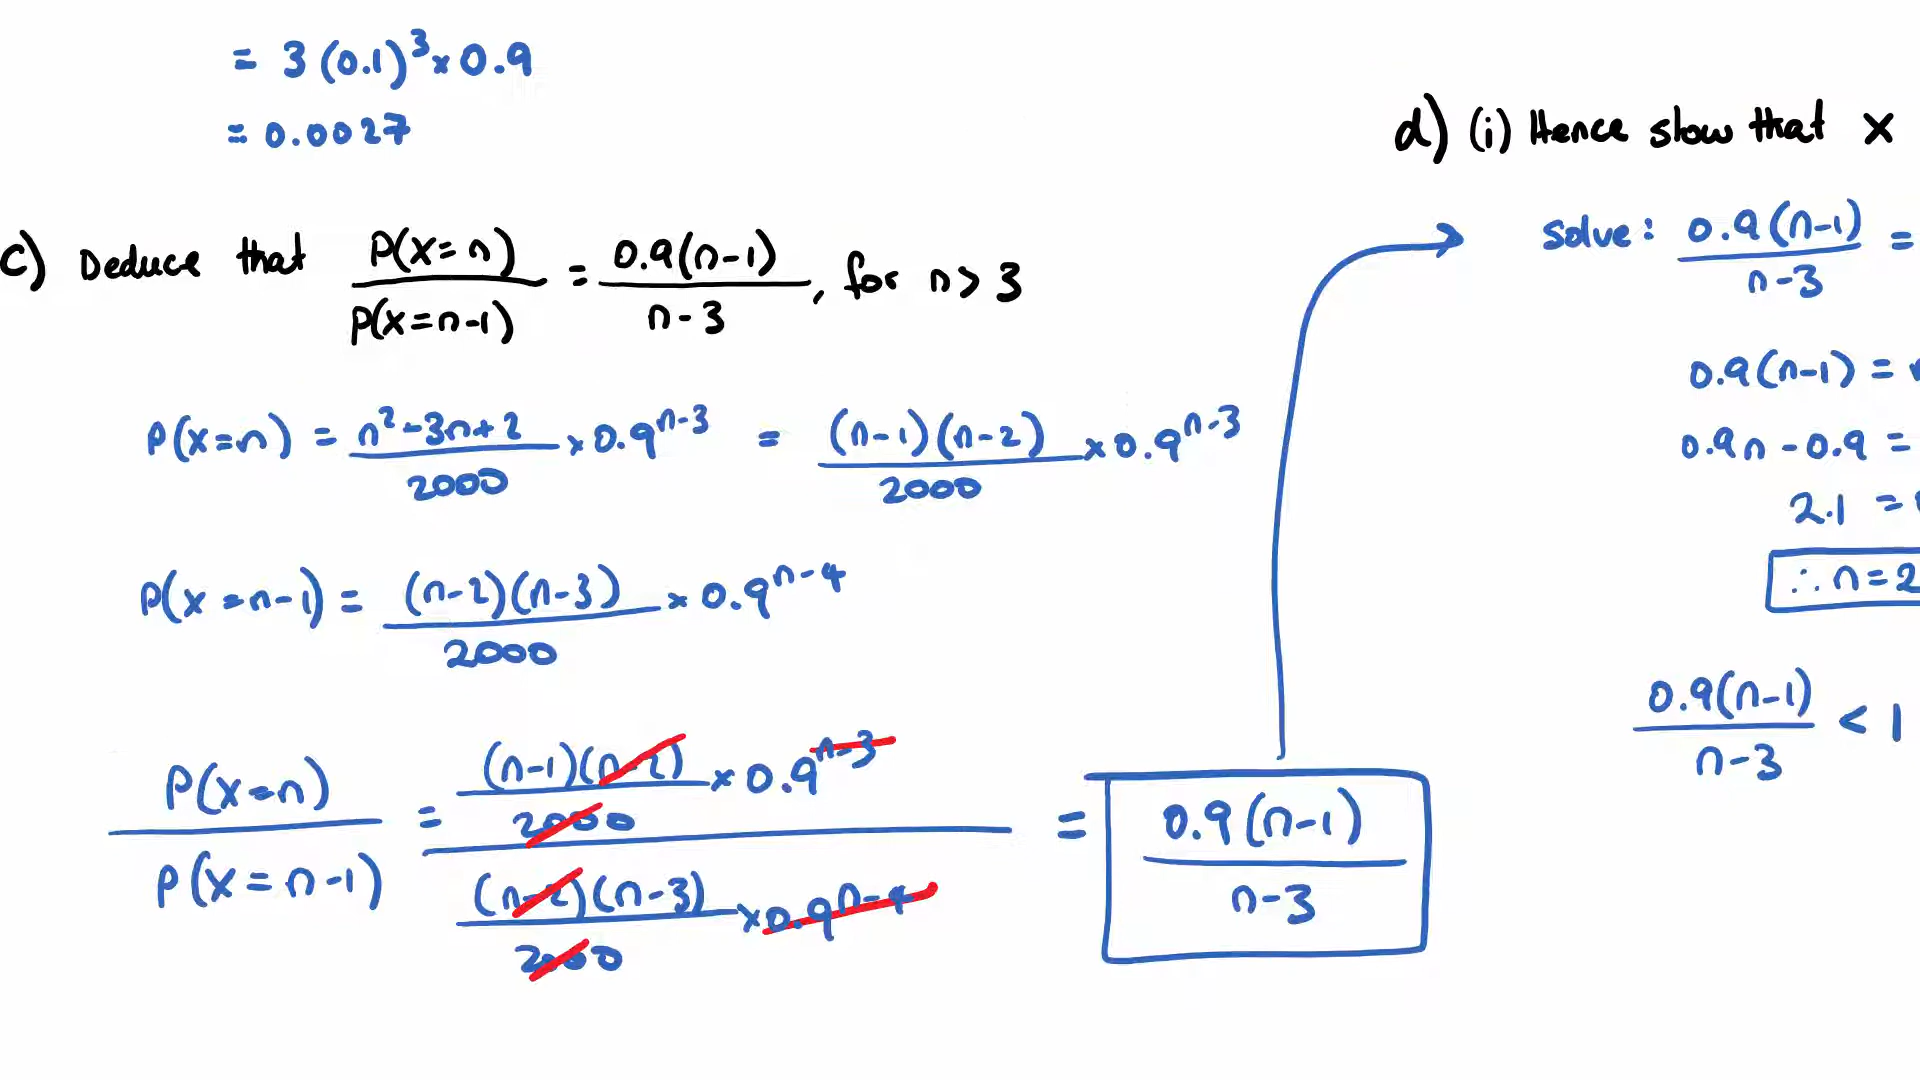 = 3(0.1)³ × 0.9
= 0.0027
c) Deduce that P(X=n) / P(X=n-1) = 0.9(n-1) / n-3, for n > 3
P(X=n) = n²-3n+2 / 2000 × 0.9^(n-3) = (n-1)(n-2) / 2000 × 0.9^(n-3)
P(X=n-1) = (n-2)(n-3) / 2000 × 0.9^(n-4)
P(X=n) / P(X=n-1) = (n-1)(n-2) / 2000 × 0.9^(n-3) / (n-2)(n-3) / 2000 × 0.9^(n-4) = 0.9(n-1) / n-3
d) (i) Hence show that X
solve: 0.9(n-1) / n-3 =
0.9(n-1) =
0.9n - 0.9 =
2.1 =
∴ n = 2
0.9(n-1) / n-3 < 1